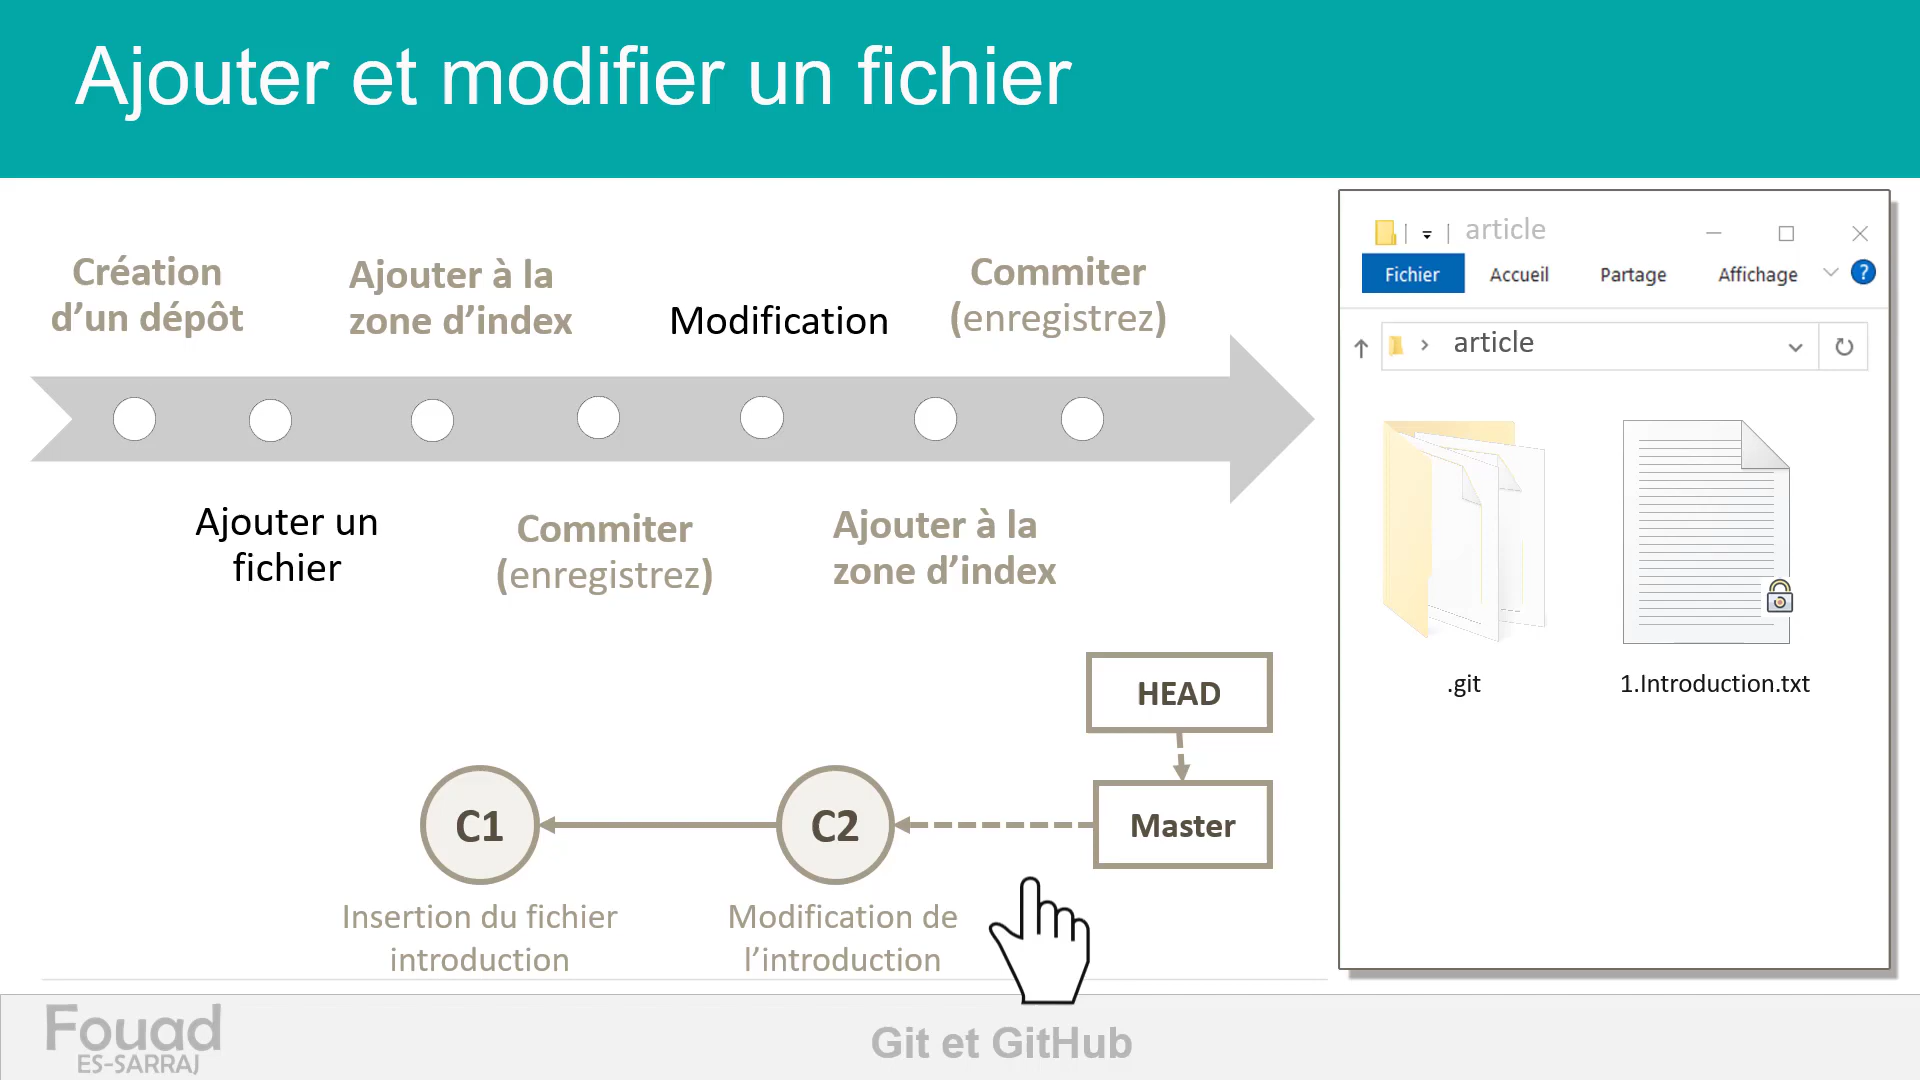 Ajouter et modifier un fichier
Création
d’un dépôt
Ajouter à la
zone d’index
Modification
Commiter
(enregistrez)
Ajouter un
fichier
Commiter
(enregistrez)
Ajouter à la
zone d’index
HEAD
Master
C1
C2
Insertion du fichier
introduction
Modification de
l’introduction
article
Fichier
Accueil
Partage
Affichage
?
article
.git
1.Introduction.txt
Fouad
ES-SARRAJ
Git et GitHub